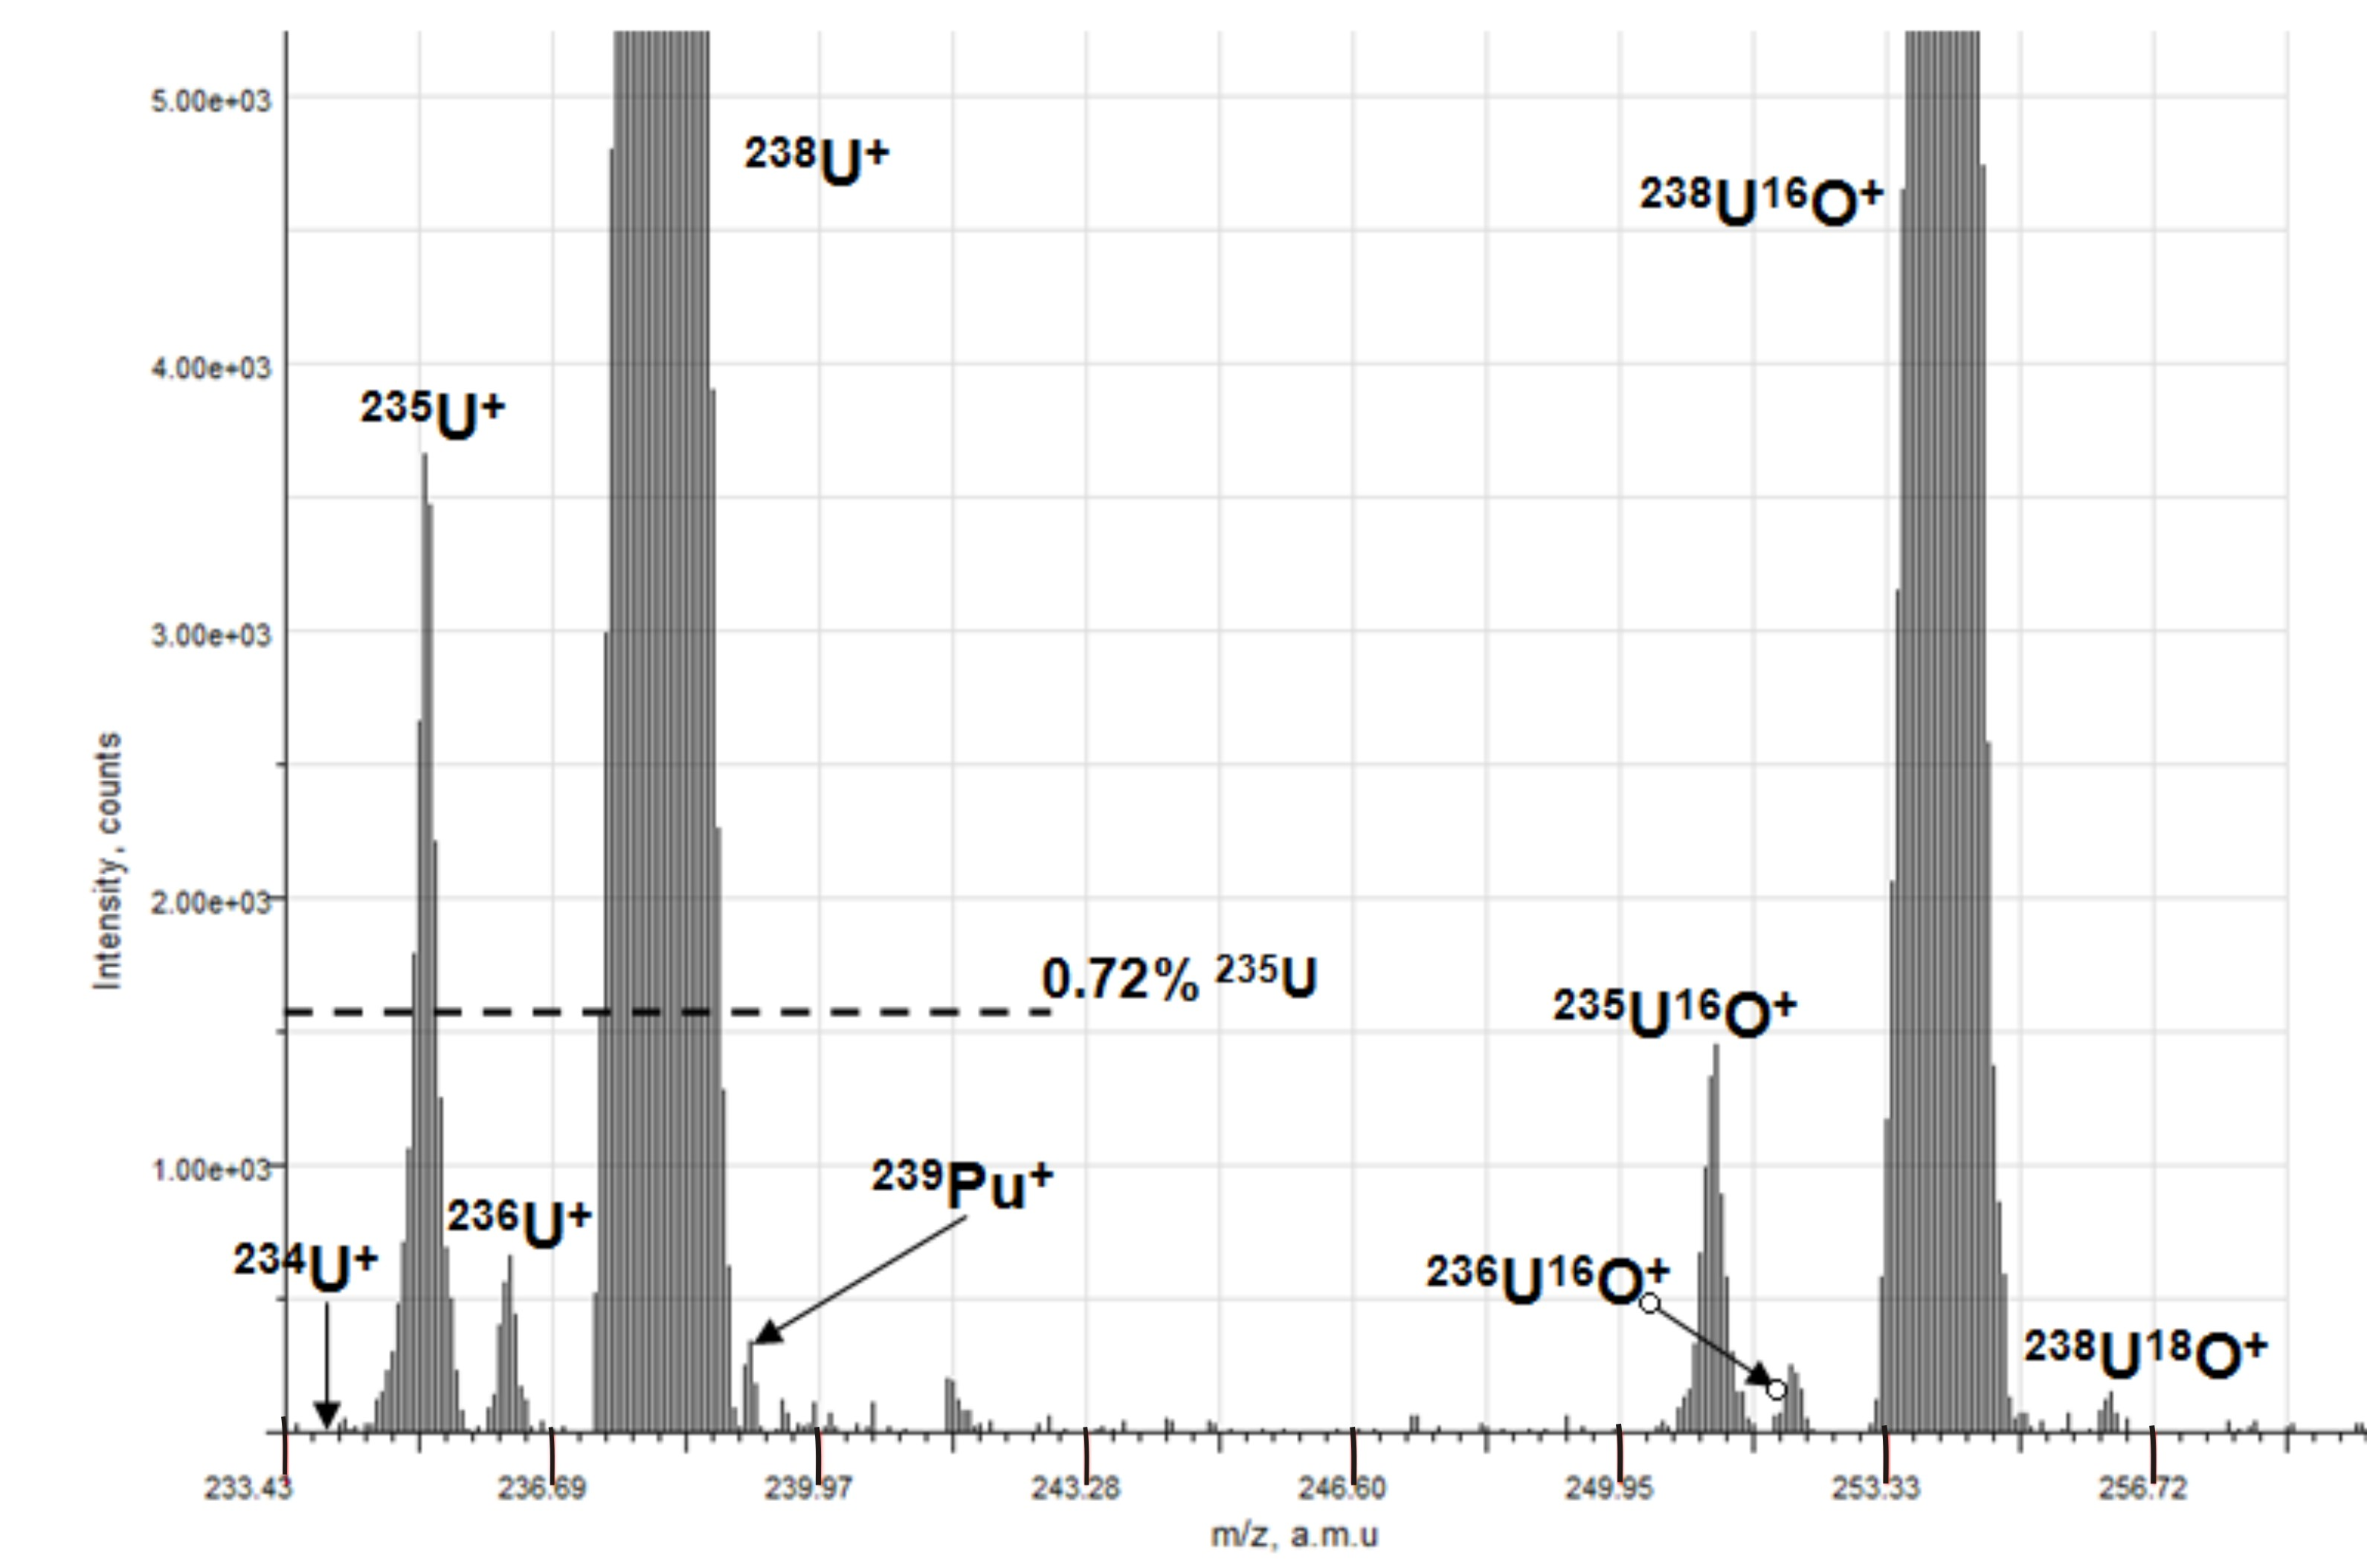 5.00e+03
²³⁸U⁺
²³⁸U¹⁶O⁺
4.00e+03
²³⁵U⁺
3.00e+03
Intensity, counts
2.00e+03
0.72% ²³⁵U
²³⁵U¹⁶O⁺
1.00e+03
²³⁹Pu⁺
²³⁶U⁺
²³⁴U⁺
²³⁶U¹⁶O⁺
²³⁸U¹⁸O⁺
233.43 236.69 239.97 243.28 246.60 249.95 253.33 256.72
m/z, a.m.u